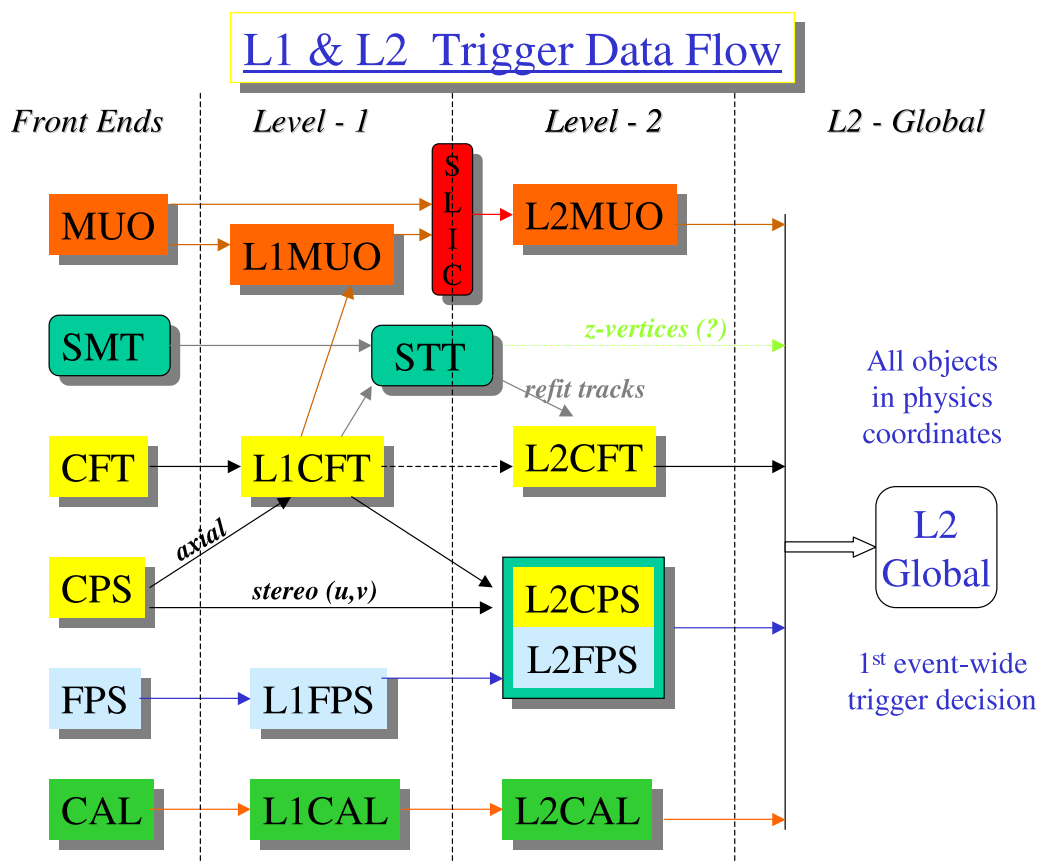 L1 & L2 Trigger Data Flow
Front Ends
Level - 1
Level - 2
L2 - Global
MUO
L1MUO
SLIC
L2MUO
SMT
STT
z-vertices (?)
refit tracks
All objects
in physics
coordinates
CFT
L1CFT
L2CFT
axial
CPS
stereo (u,v)
L2CPS
L2FPS
L2
Global
FPS
L1FPS
1st event-wide
trigger decision
CAL
L1CAL
L2CAL